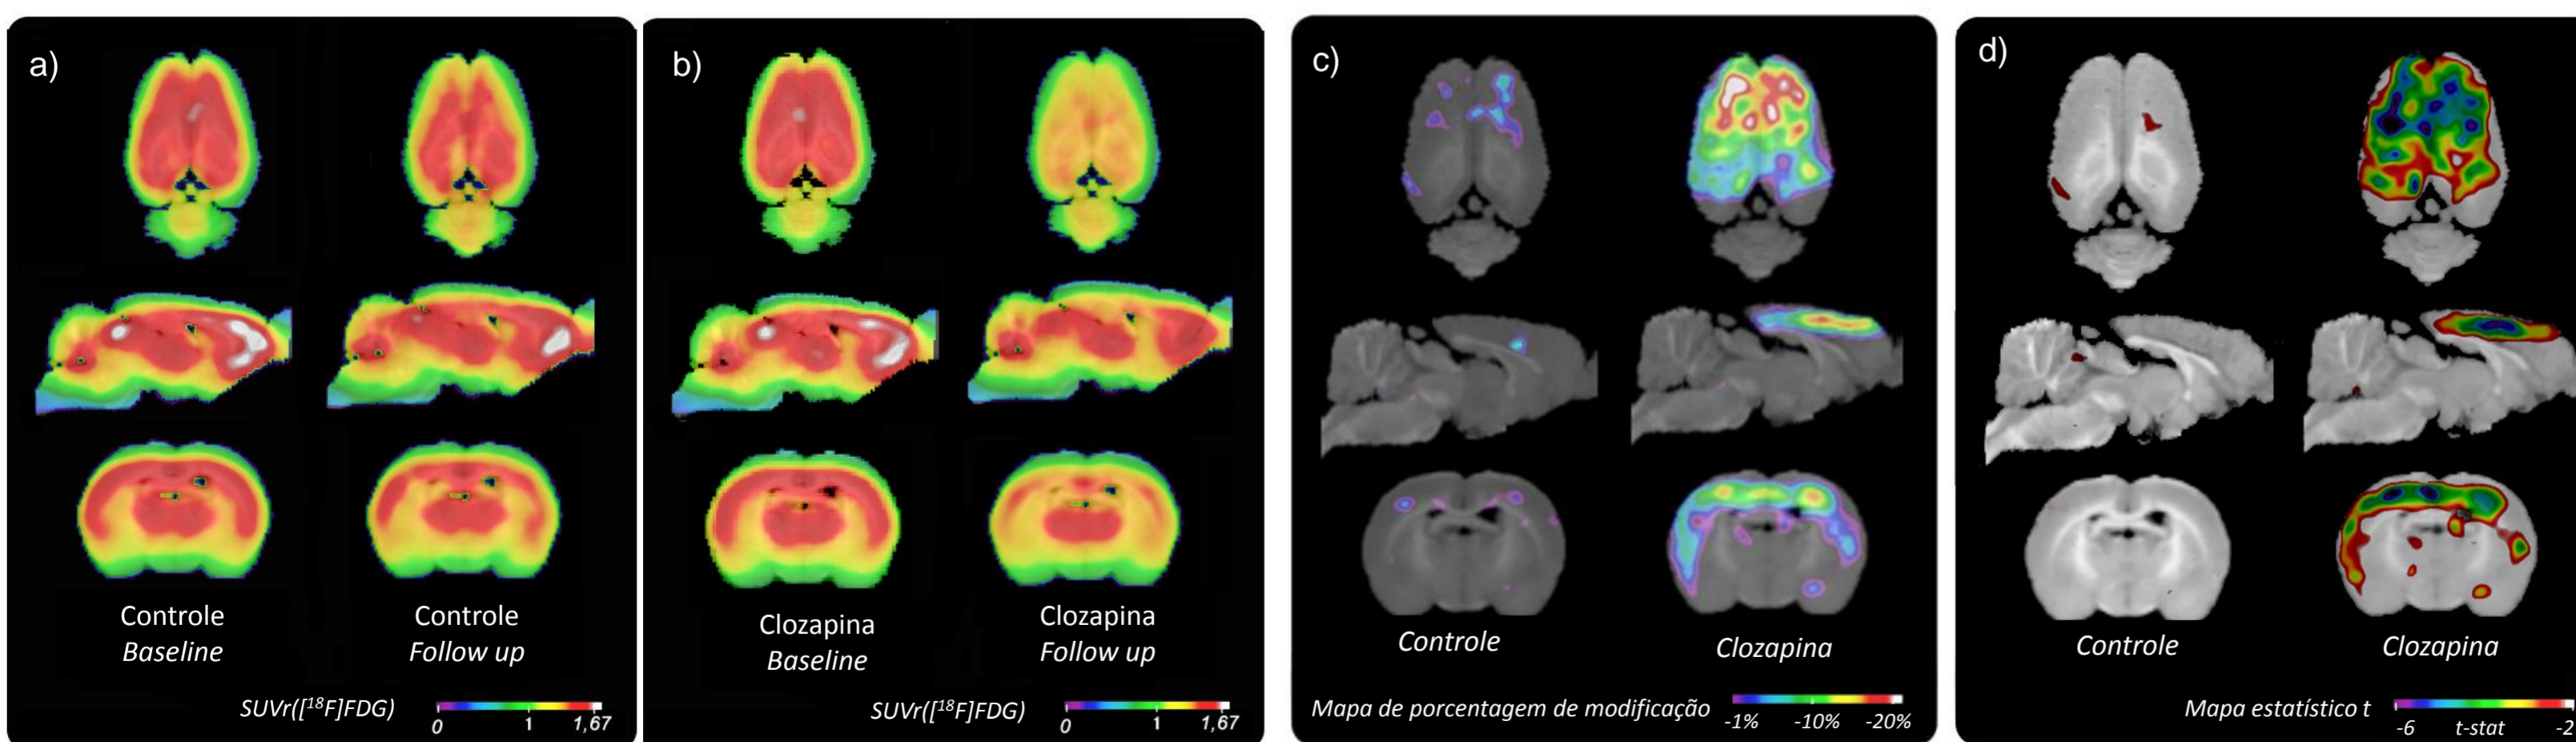 a)
Controle
Baseline
Controle
Follow up
SUVr([18F]FDG)
0 1 1,67
b)
Clozapina
Baseline
Clozapina
Follow up
SUVr([18F]FDG)
0 1 1,67
c)
Controle
Clozapina
Mapa de porcentagem de modificação
-1% -10% -20%
d)
Controle
Clozapina
Mapa estatístico t
-6 t-stat -2